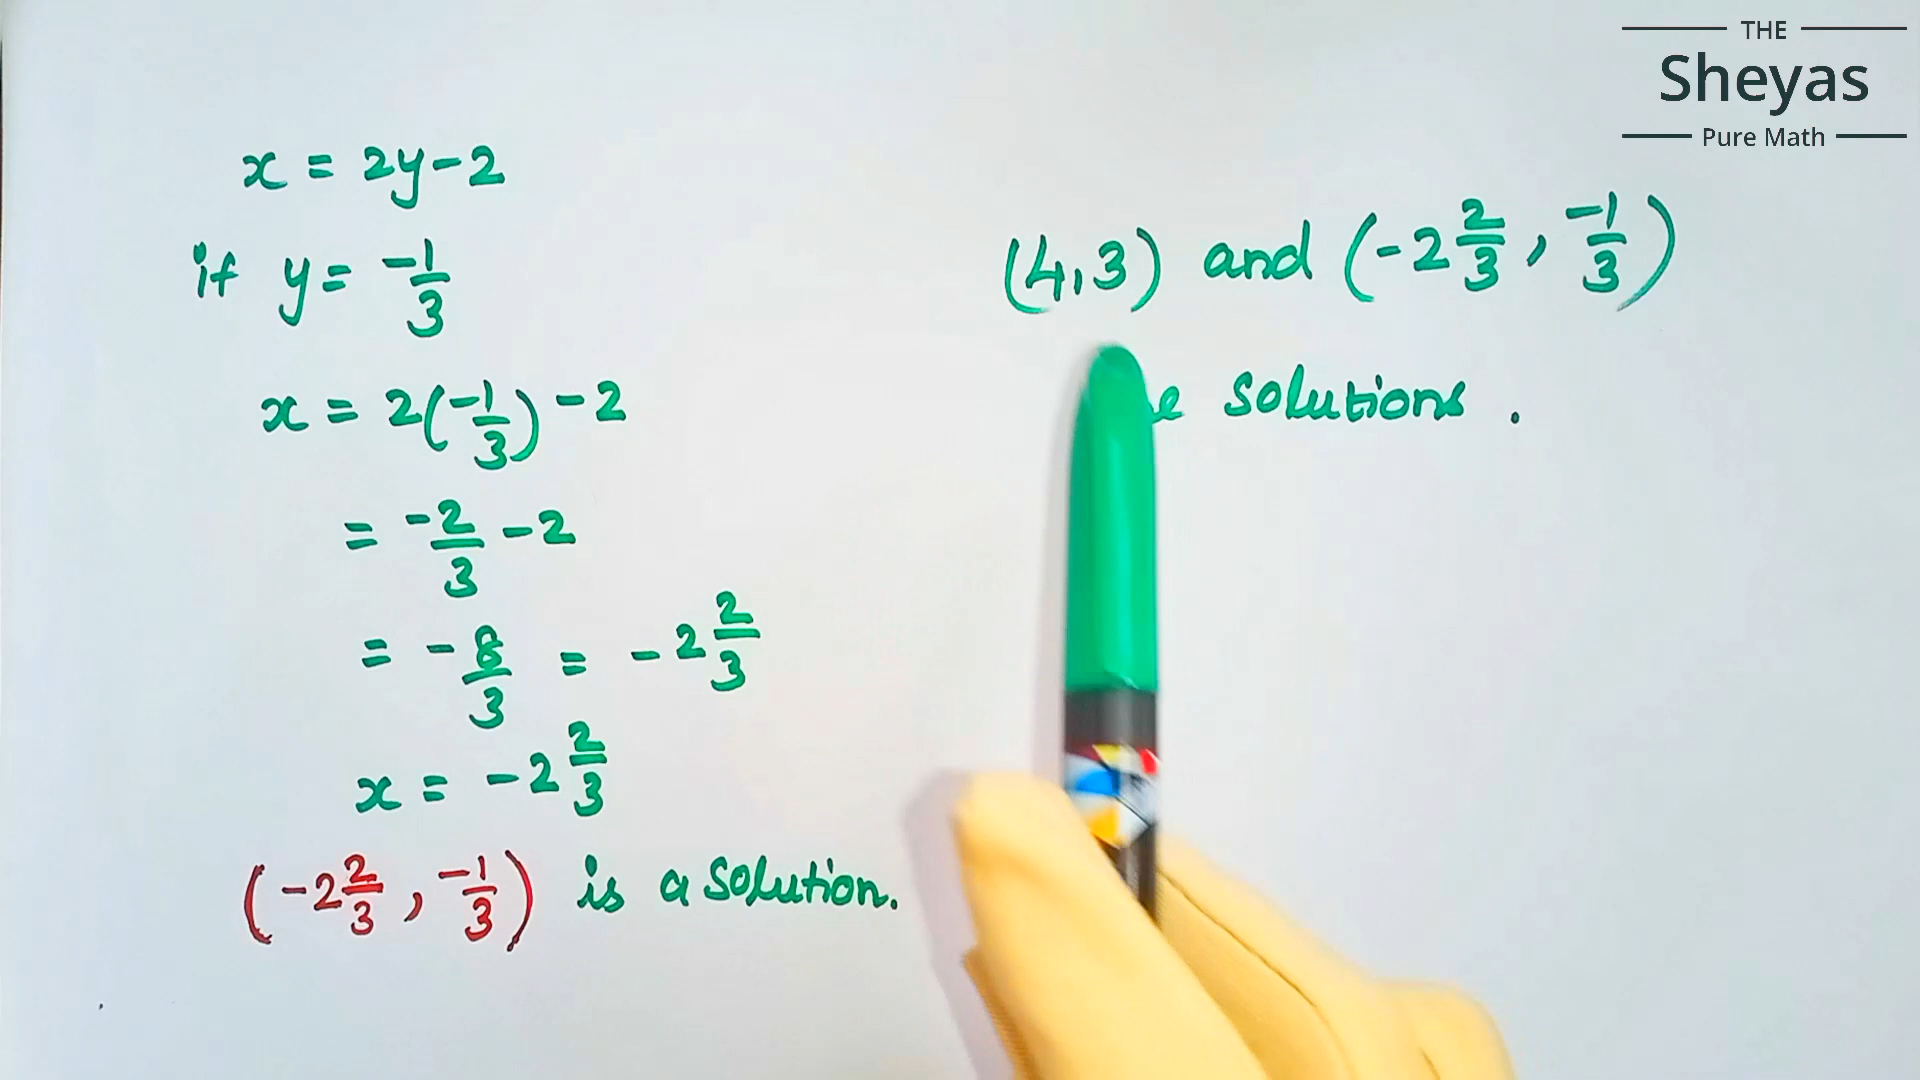 THE
Sheyas
Pure Math
x = 2y-2
if y = -1/3
x = 2(-1/3) -2
= -2/3 -2
= -8/3 = -2 2/3
x = -2 2/3
(-2 2/3, -1/3) is a solution.
(4,3) and (-2 2/3, -1/3)
solutions.